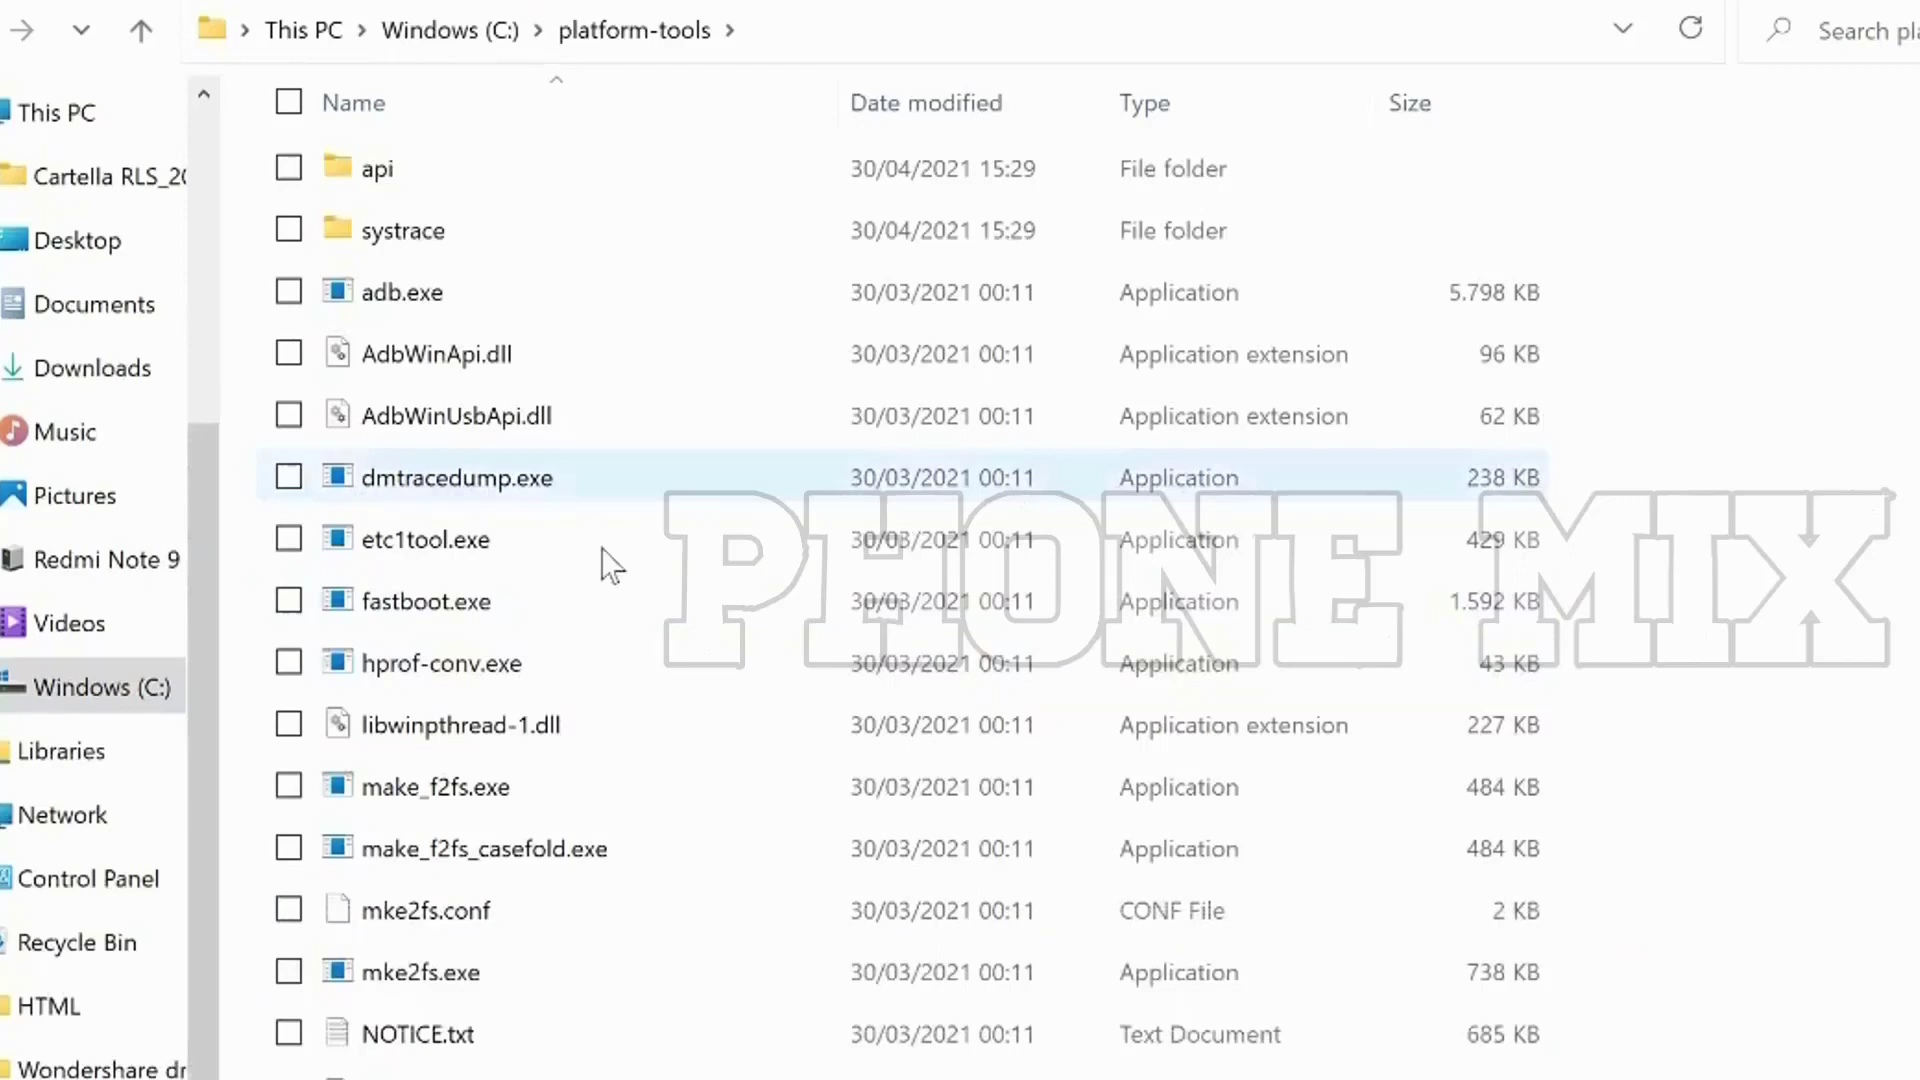 This PC > Windows (C:) > platform-tools >
Search pla
This PC
Cartella RLS_20
Desktop
Documents
Downloads
Music
Pictures
Redmi Note 9
Videos
Windows (C:)
Libraries
Network
Control Panel
Recycle Bin
HTML
Wondershare dr
Name Date modified Type Size
api 30/04/2021 15:29 File folder
systrace 30/04/2021 15:29 File folder
adb.exe 30/03/2021 00:11 Application 5.798 KB
AdbWinApi.dll 30/03/2021 00:11 Application extension 96 KB
AdbWinUsbApi.dll 30/03/2021 00:11 Application extension 62 KB
dmtracedump.exe 30/03/2021 00:11 Application 238 KB
etc1tool.exe 30/03/2021 00:11 Application 429 KB
fastboot.exe 30/03/2021 00:11 Application 1.592 KB
hprof-conv.exe 30/03/2021 00:11 Application 43 KB
libwinpthread-1.dll 30/03/2021 00:11 Application extension 227 KB
make_f2fs.exe 30/03/2021 00:11 Application 484 KB
make_f2fs_casefold.exe 30/03/2021 00:11 Application 484 KB
mke2fs.conf 30/03/2021 00:11 CONF File 2 KB
mke2fs.exe 30/03/2021 00:11 Application 738 KB
NOTICE.txt 30/03/2021 00:11 Text Document 685 KB
PHONE MIX